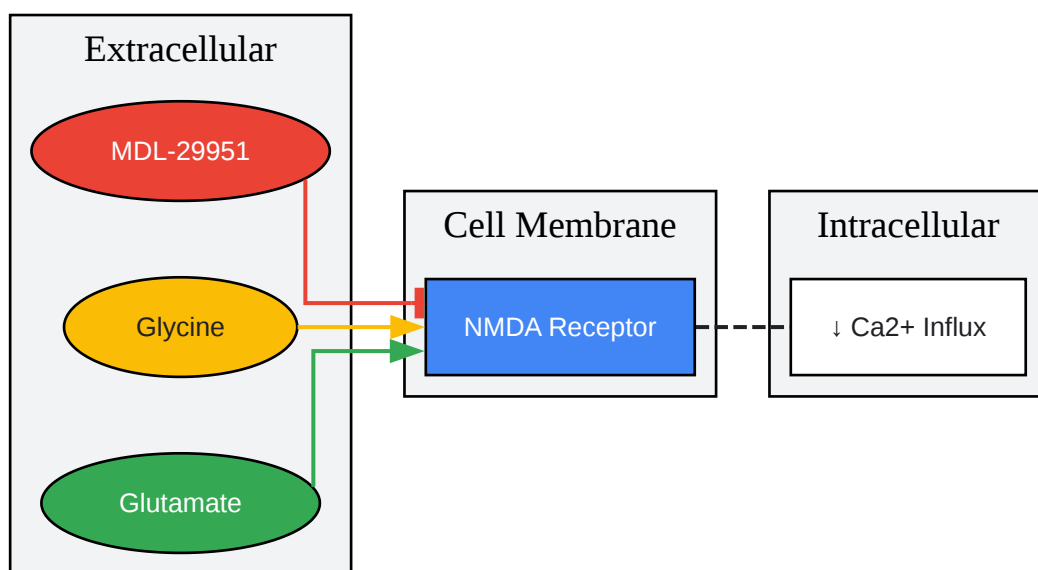 Extracellular
MDL-29951
Glycine
Glutamate
Cell Membrane
NMDA Receptor
Intracellular
↓ Ca2+ Influx